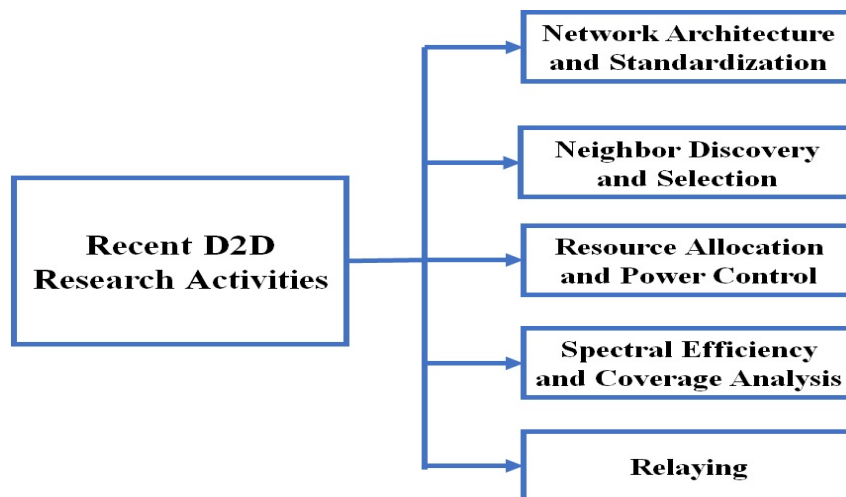 Network Architecture
and Standardization
Neighbor Discovery
and Selection
Recent D2D
Research Activities
Resource Allocation
and Power Control
Spectral Efficiency
and Coverage Analysis
Relaying